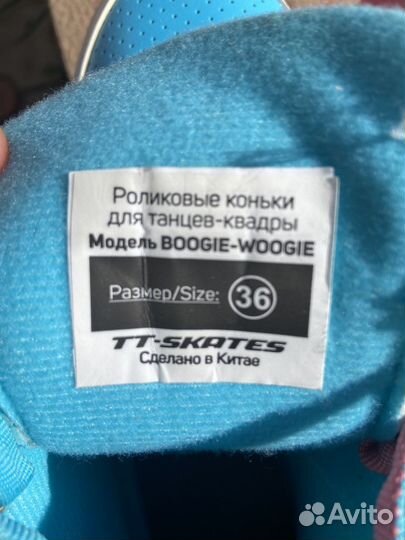 Роликовые коньки
для танцев-квадры
Модель BOOGIE-WOOGIE
Размер/Size: 36
TT-SKATES
Сделано в Китае
Avito